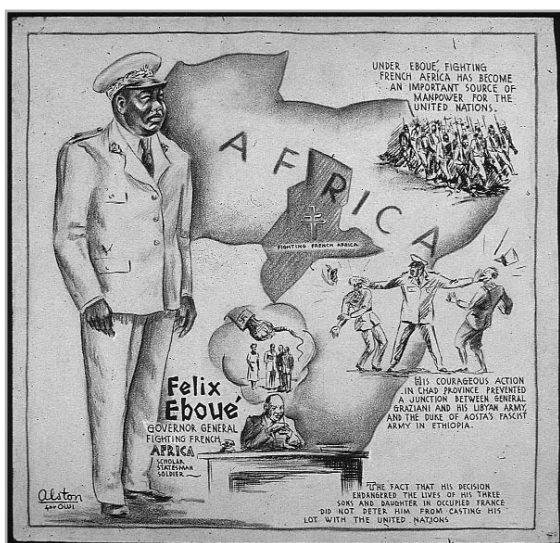 UNDER EBOUÉ, FIGHTING
FRENCH AFRICA HAS BECOME
AN IMPORTANT SOURCE OF
MANPOWER FOR THE
UNITED NATIONS.
AFRICA
FIGHTING FRENCH AFRICA
HIS COURAGEOUS ACTION
IN CHAD PROVINCE PREVENTED
A JUNCTION BETWEEN GENERAL
GRAZIANI AND HIS LIBYAN ARMY,
AND THE DUKE OF AOSTA'S FASCIST
ARMY IN ETHIOPIA.
Felix
Eboué
GOVERNOR GENERAL
FIGHTING FRENCH
AFRICA
SCHOLAR
STATESMAN
SOLDIER
THE FACT THAT HIS DECISION
ENDANGERED THE LIVES OF HIS THREE
SONS AND DAUGHTER IN OCCUPIED FRANCE
DID NOT DETER HIM FROM CASTING HIS
LOT WITH THE UNITED NATIONS
Alston
for OWI